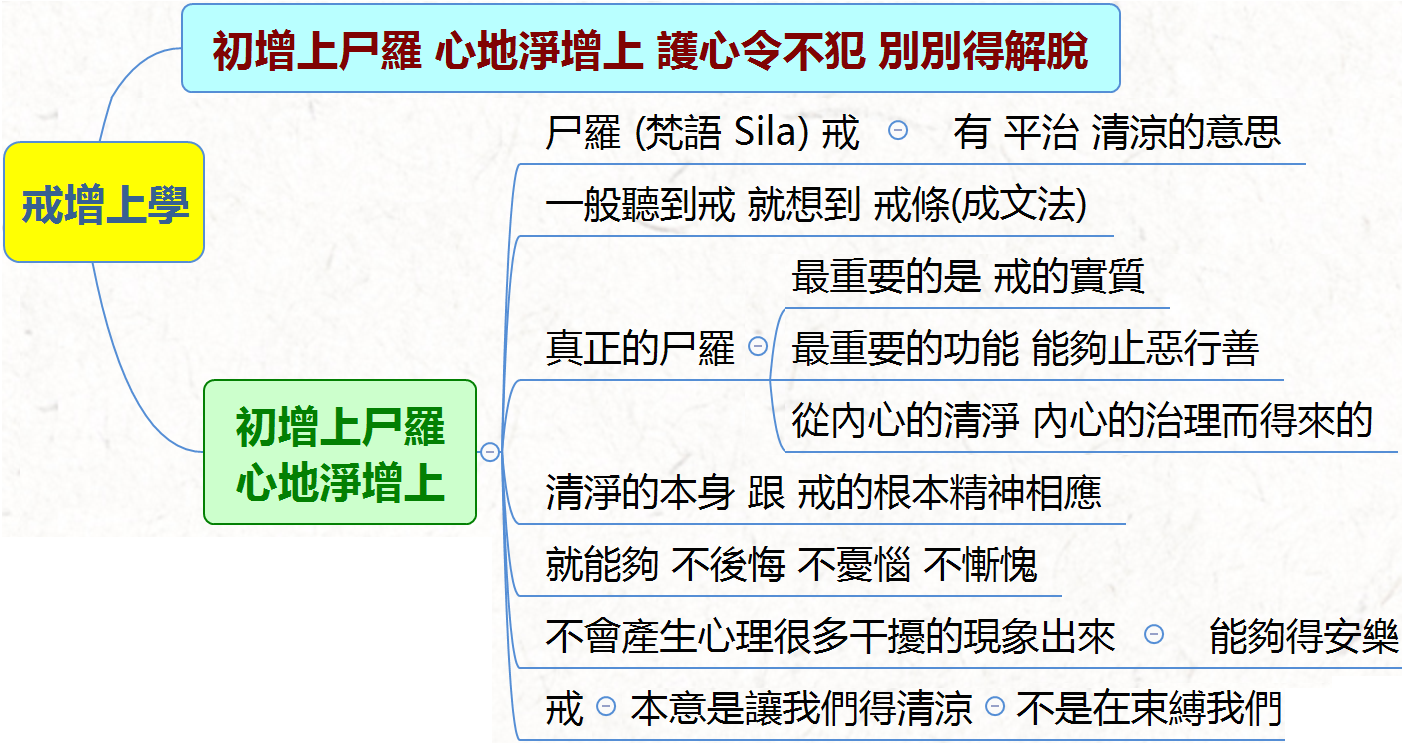 初增上尸羅 心地淨增上 護心令不犯 別別得解脫
戒增上學
初增上尸羅
心地淨增上
尸羅 (梵語 Sila) 戒 有 平治 清涼的意思
一般聽到戒 就想到 戒條(成文法)
真正的尸羅
最重要的是 戒的實質
最重要的功能 能夠止惡行善
從內心的清淨 內心的治理而得來的
清淨的本身 跟 戒的根本精神相應
就能夠 不後悔 不憂惱 不慚愧
不會產生心理很多干擾的現象出來 能夠得安樂
戒 本意是讓我們得清涼 不是在束縛我們